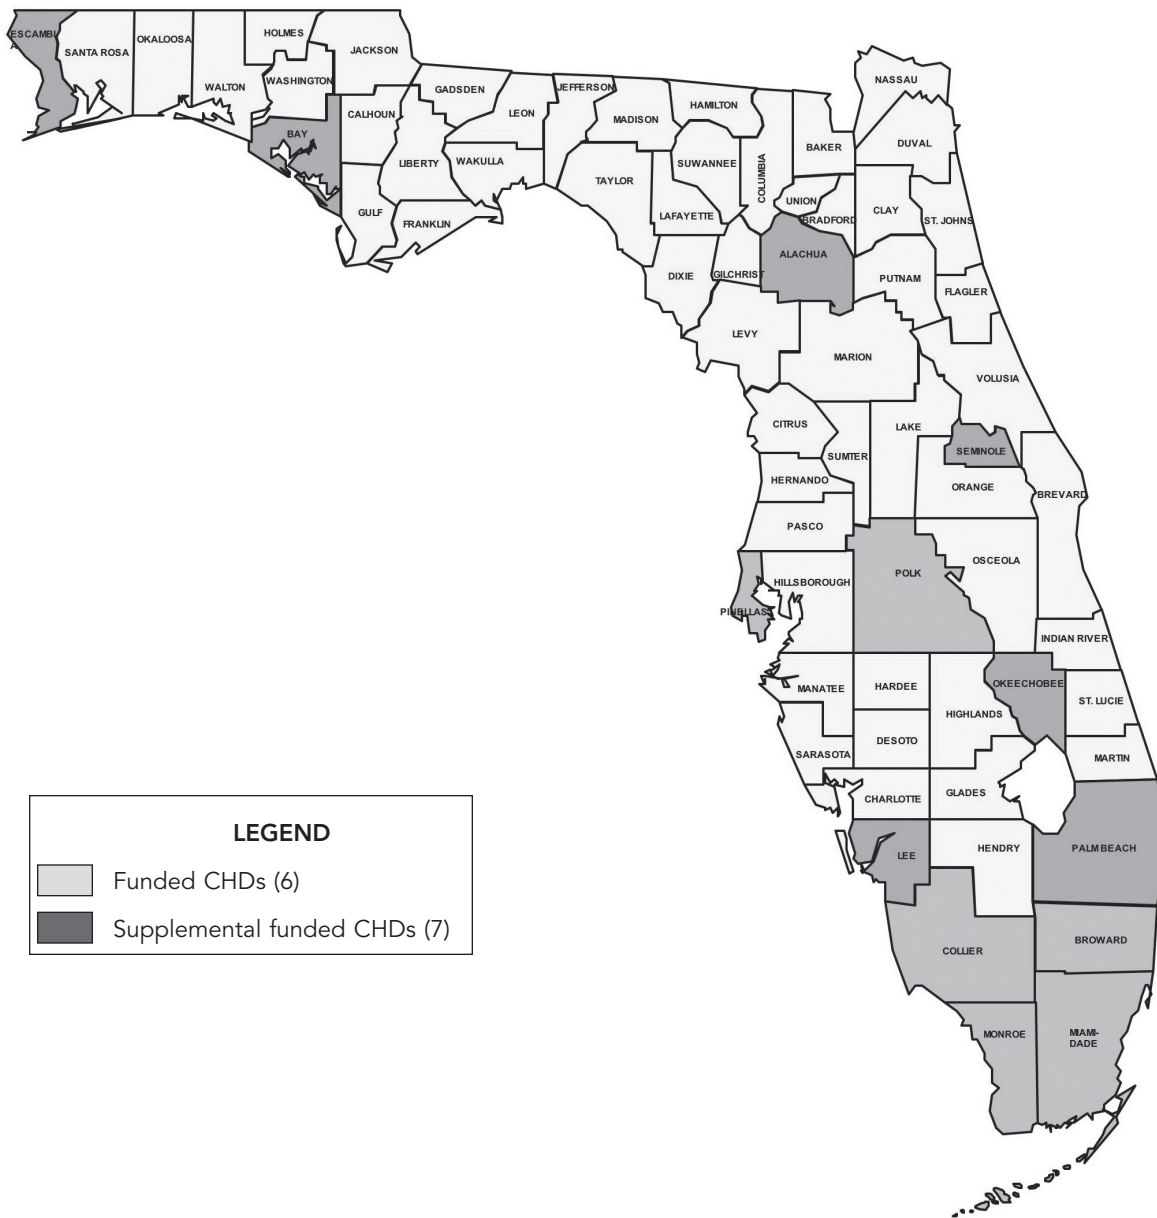 ESCAMBI
A
SANTA ROSA
OKALOOSA
WALTON
HOLMES
WASHINGTON
JACKSON
BAY
CALHOUN
GULF
GADSDEN
LIBERTY
FRANKLIN
LEON
WAKULLA
JEFFERSON
MADISON
TAYLOR
HAMILTON
SUWANNEE
LAFAYETTE
DIXIE
COLUMBIA
GILCHRIST
BAKER
UNION
BRADFORD
ALACHUA
NASSAU
DUVAL
CLAY
ST. JOHNS
PUTNAM
FLAGLER
LEVY
MARION
VOLUSIA
CITRUS
SUMTER
LAKE
SEMINOLE
HERNANDO
ORANGE
BREVARD
PASCO
PINELLAS
HILLSBOROUGH
POLK
OSCEOLA
INDIAN RIVER
MANATEE
HARDEE
HIGHLANDS
OKEECHOBEE
ST. LUCIE
SARASOTA
DESOTO
MARTIN
CHARLOTTE
GLADES
LEE
HENDRY
PALM BEACH
COLLIER
BROWARD
MONROE
MIAMI-
DADE
LEGEND
Funded CHDs (6)
Supplemental funded CHDs (7)